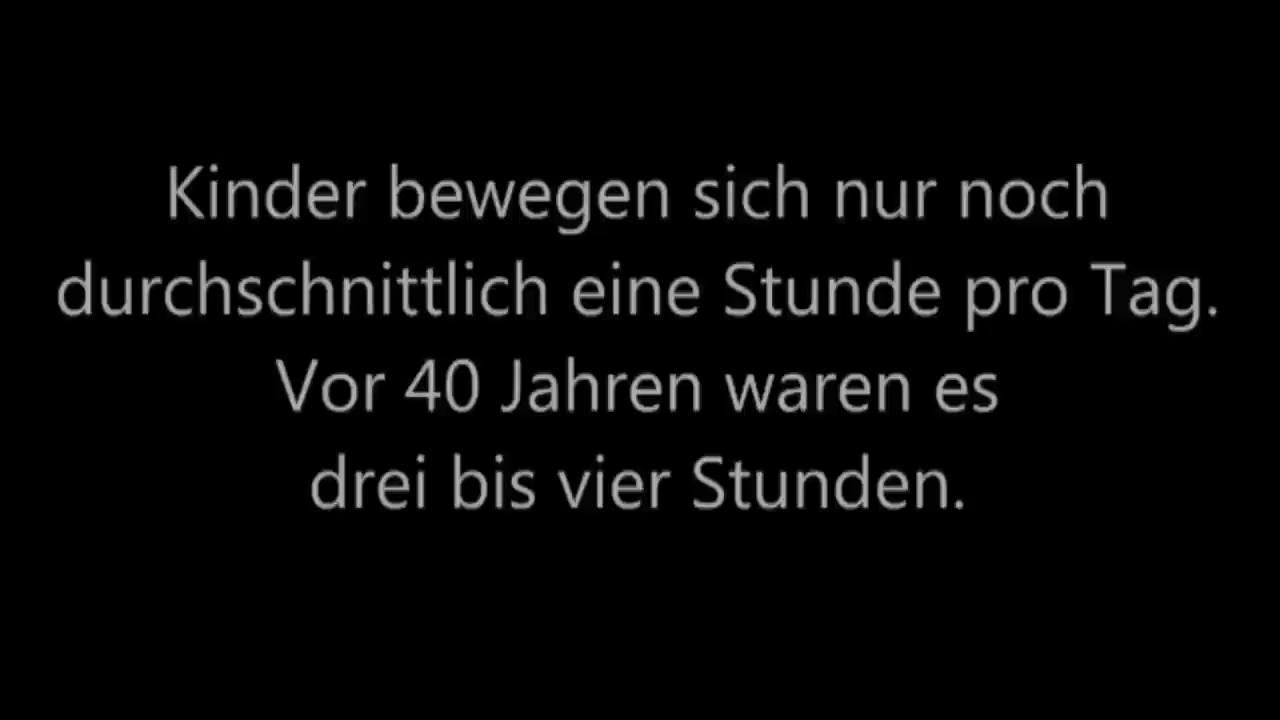 Kinder bewegen sich nur noch
durchschnittlich eine Stunde pro Tag.
Vor 40 Jahren waren es
drei bis vier Stunden.